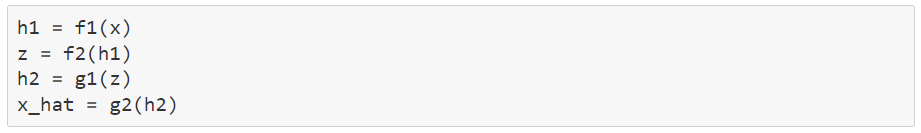 h1 = f1(x)
z = f2(h1)
h2 = g1(z)
x_hat = g2(h2)